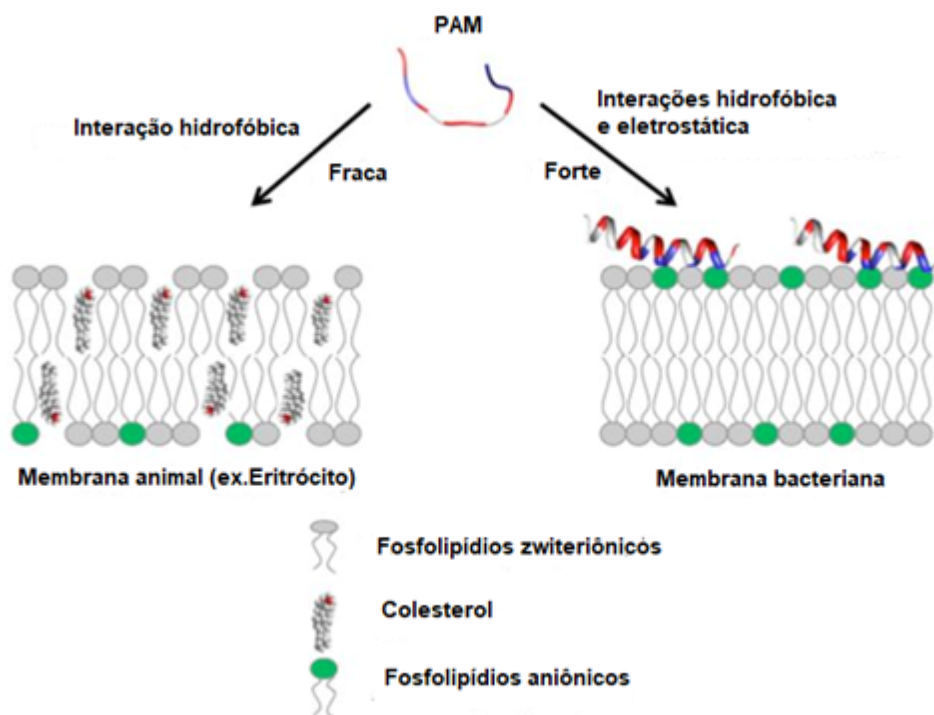 PAM
Interação hidrofóbica
Interações hidrofóbica
e eletrostática
Fraca
Forte
Membrana animal (ex.Eritrócito)
Membrana bacteriana
Fosfolipídios zwiteriônicos
Colesterol
Fosfolipídios aniônicos